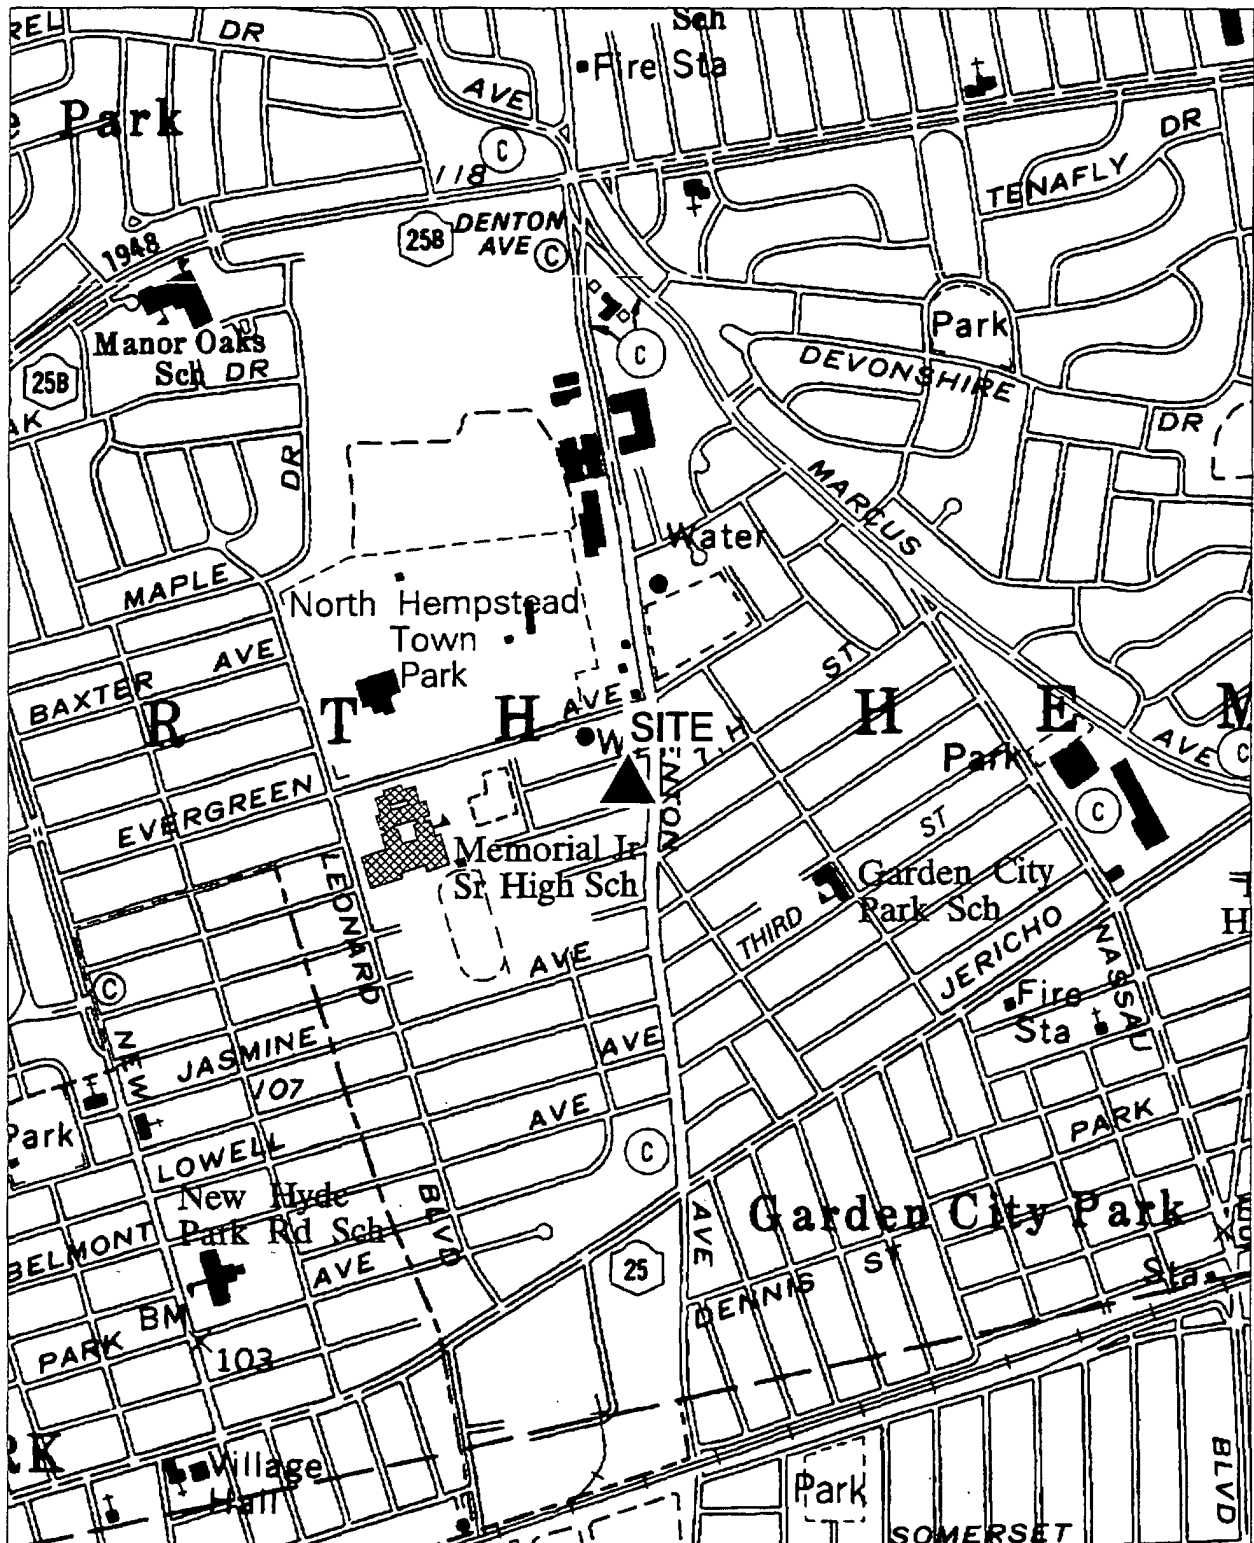 REL
DR
Sch
Fire Sta
AVE
e Park
C
118
DR
TENAFLY
DENTON
AVE
C
25B
1948
Manor Oaks
Sch
DR
25B
AK
C
Park
DEVONSHIRE
DR
DR
MARCUS
Water
MAPLE
North Hempstead
Town
Park
AVE
BAXTER
ST
R T H H E M
AVE
W
SITE
H
Park
AVE
C
EVERGREEN
C
ST
Memorial Jr
Sr High Sch
LEONARD
Garden City
Park Sch
H
THIRD
JERICHO
AVE
C
NASSAU
Fire
Sta
NEW
JASMINE
AVE
107
AVE
PARK
Park
LOWELL
C
New Hyde
Park Rd Sch
BLVD
Garden City Park
BELMONT
AVE
AVE
25
ST
Sta
DENNIS
BM
PARK
103
RK
Village
Hall
Park
BLVD
SOMERSET